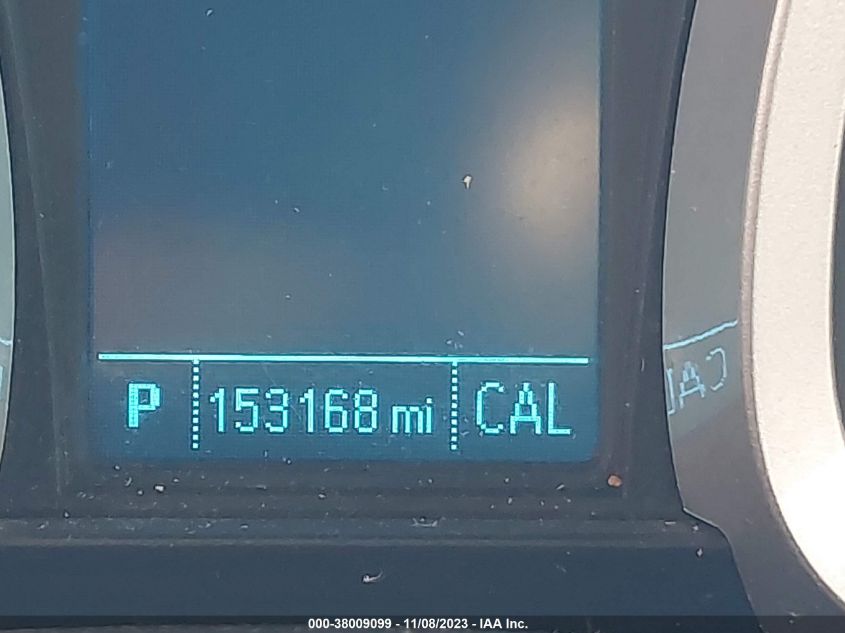 P 153168 mi CAL
000-38009099 - 11/08/2023 - IAA Inc.